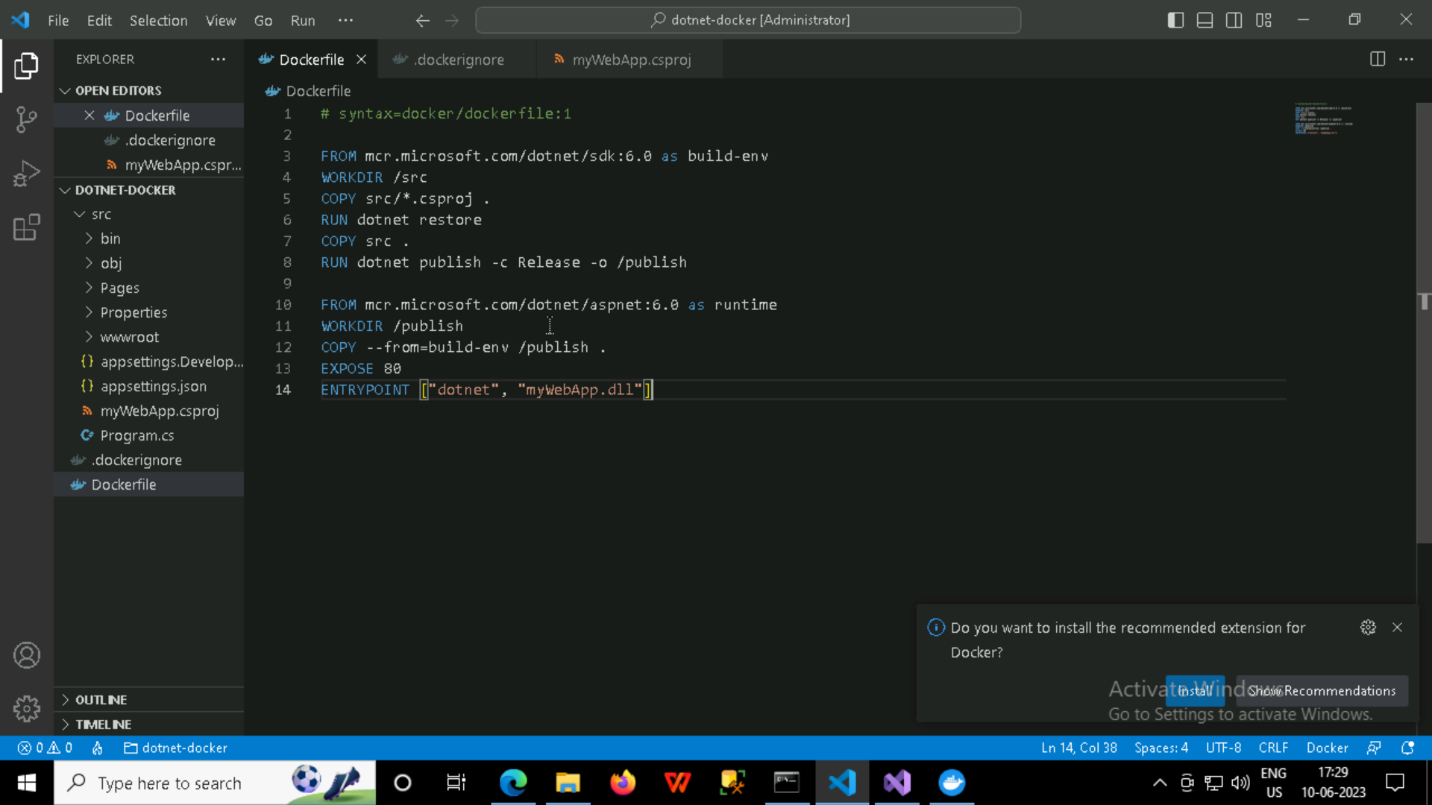 File Edit Selection View Go Run ···
dotnet-docker [Administrator]
EXPLORER
OPEN EDITORS
Dockerfile
.dockerignore
myWebApp.cspr...
DOTNET-DOCKER
src
bin
obj
Pages
Properties
wwwroot
{} appsettings.Develop...
{} appsettings.json
myWebApp.csproj
Program.cs
.dockerignore
Dockerfile
OUTLINE
TIMELINE
Dockerfile .dockerignore myWebApp.csproj
Dockerfile
1 # syntax=docker/dockerfile:1
2
3 FROM mcr.microsoft.com/dotnet/sdk:6.0 as build-env
4 WORKDIR /src
5 COPY src/*.csproj .
6 RUN dotnet restore
7 COPY src .
8 RUN dotnet publish -c Release -o /publish
9
10 FROM mcr.microsoft.com/dotnet/aspnet:6.0 as runtime
11 WORKDIR /publish
12 COPY --from=build-env /publish .
13 EXPOSE 80
14 ENTRYPOINT ["dotnet", "myWebApp.dll"]
Do you want to install the recommended extension for
Docker?
Install Show Recommendations
Activate Windows
Go to Settings to activate Windows.
0 0 dotnet-docker Ln 14, Col 38 Spaces: 4 UTF-8 CRLF Docker
Type here to search
ENG
US
17:29
10-06-2023